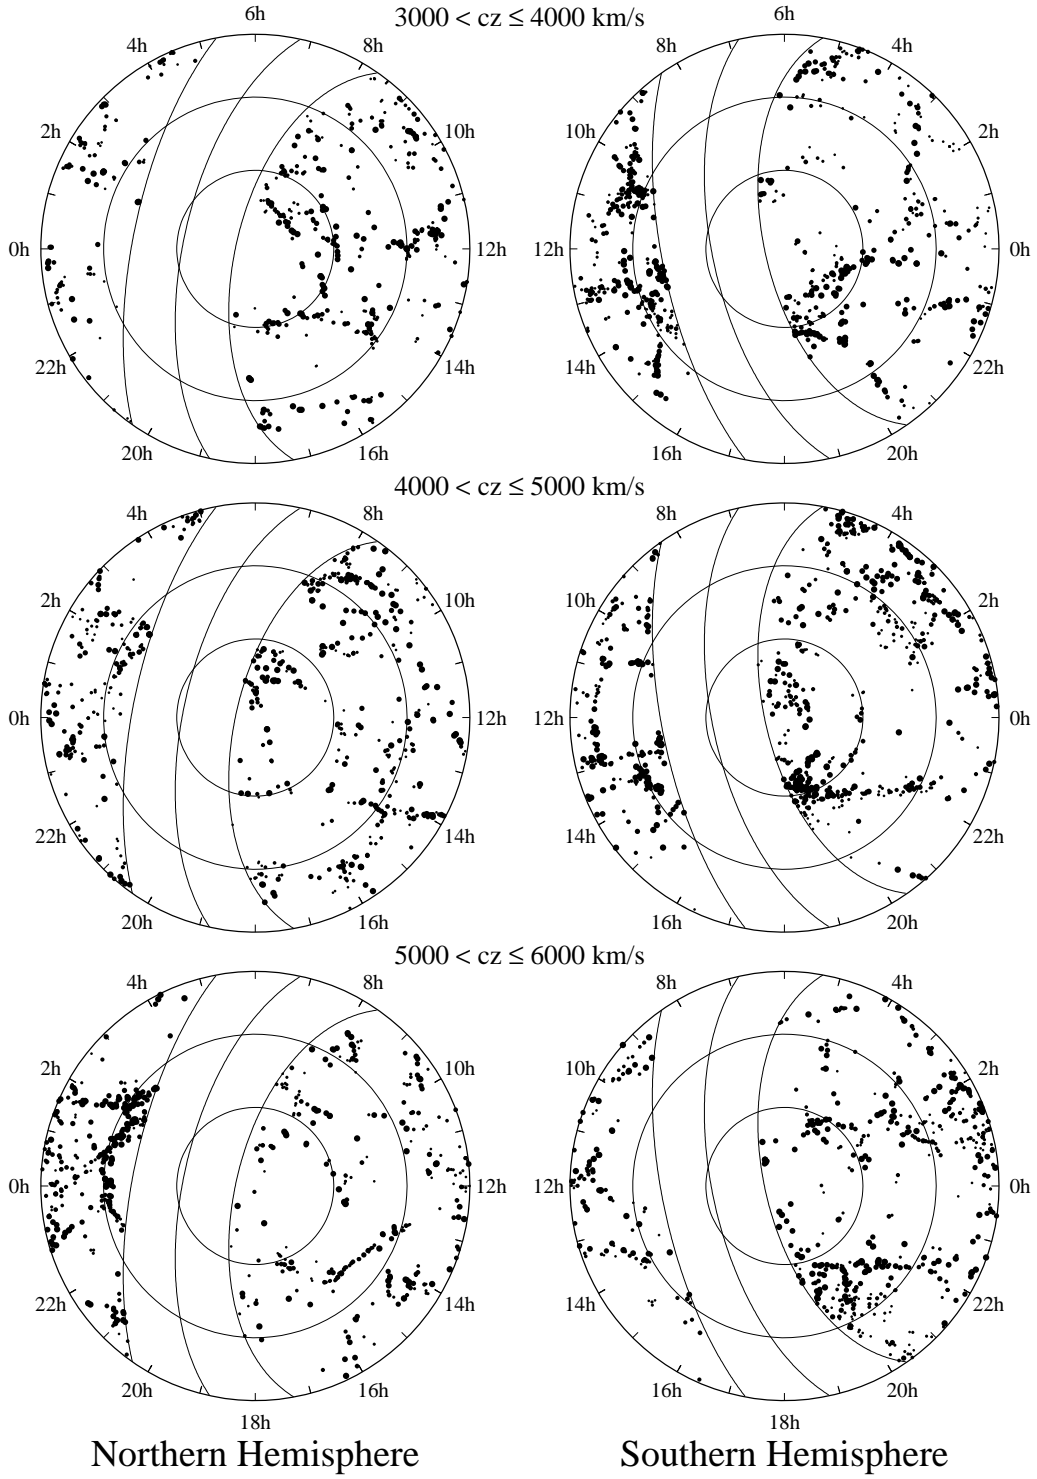 6h 3000 < cz ≤ 4000 km/s 6h
4h 8h 8h 4h
2h 10h 10h 2h
0h 12h 12h 0h
22h 14h 14h 22h
20h 16h 16h 20h
4000 < cz ≤ 5000 km/s
4h 8h 8h 4h
2h 10h 10h 2h
0h 12h 12h 0h
22h 14h 14h 22h
20h 16h 16h 20h
5000 < cz ≤ 6000 km/s
4h 8h 8h 4h
2h 10h 10h 2h
0h 12h 12h 0h
22h 14h 14h 22h
20h 16h 16h 20h
18h 18h
Northern Hemisphere Southern Hemisphere